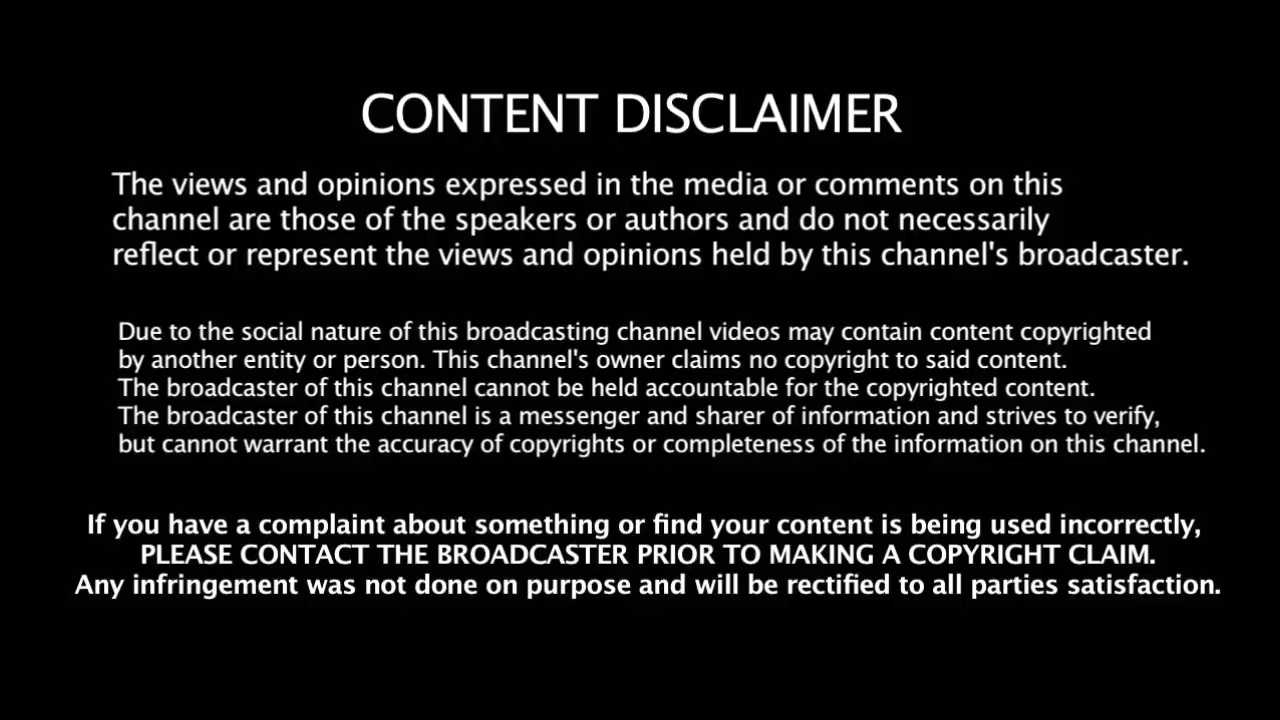 CONTENT DISCLAIMER
The views and opinions expressed in the media or comments on this
channel are those of the speakers or authors and do not necessarily
reflect or represent the views and opinions held by this channel's broadcaster.
Due to the social nature of this broadcasting channel videos may contain content copyrighted
by another entity or person. This channel's owner claims no copyright to said content.
The broadcaster of this channel cannot be held accountable for the copyrighted content.
The broadcaster of this channel is a messenger and sharer of information and strives to verify,
but cannot warrant the accuracy of copyrights or completeness of the information on this channel.
If you have a complaint about something or find your content is being used incorrectly,
PLEASE CONTACT THE BROADCASTER PRIOR TO MAKING A COPYRIGHT CLAIM.
Any infringement was not done on purpose and will be rectified to all parties satisfaction.